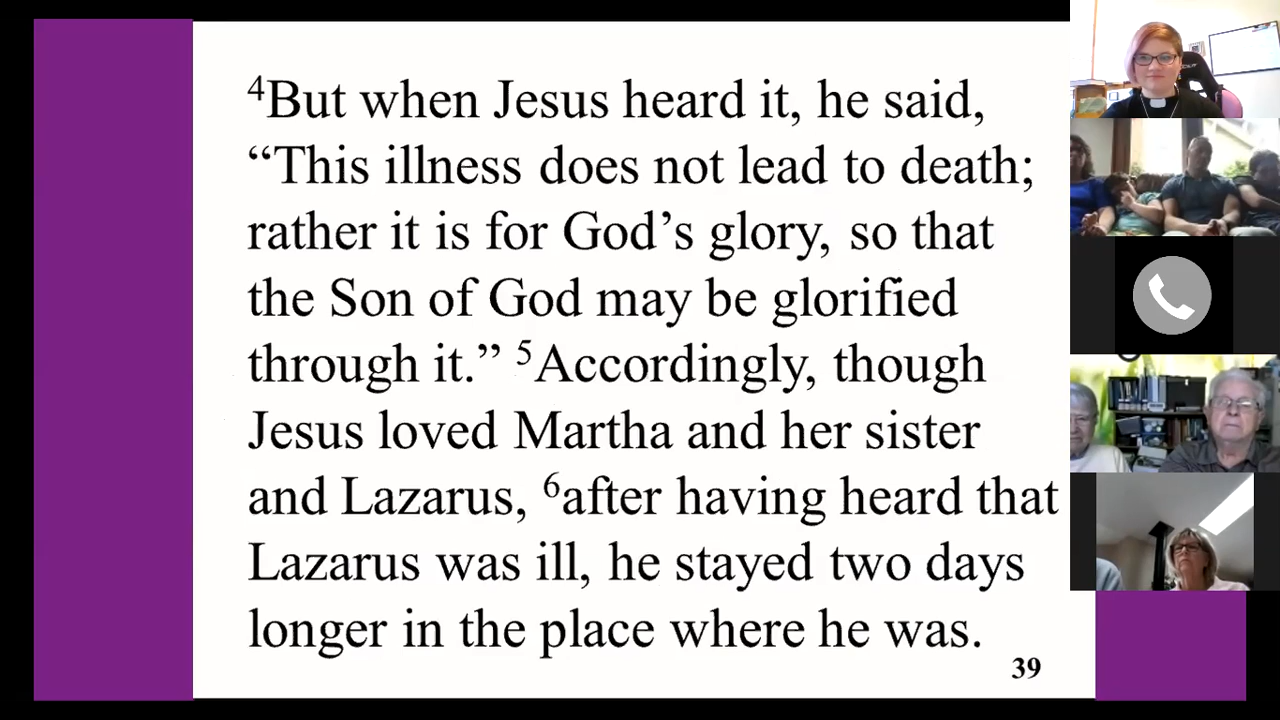 ⁴But when Jesus heard it, he said,
“This illness does not lead to death;
rather it is for God’s glory, so that
the Son of God may be glorified
through it.” ⁵Accordingly, though
Jesus loved Martha and her sister
and Lazarus, ⁶after having heard that
Lazarus was ill, he stayed two days
longer in the place where he was.
39